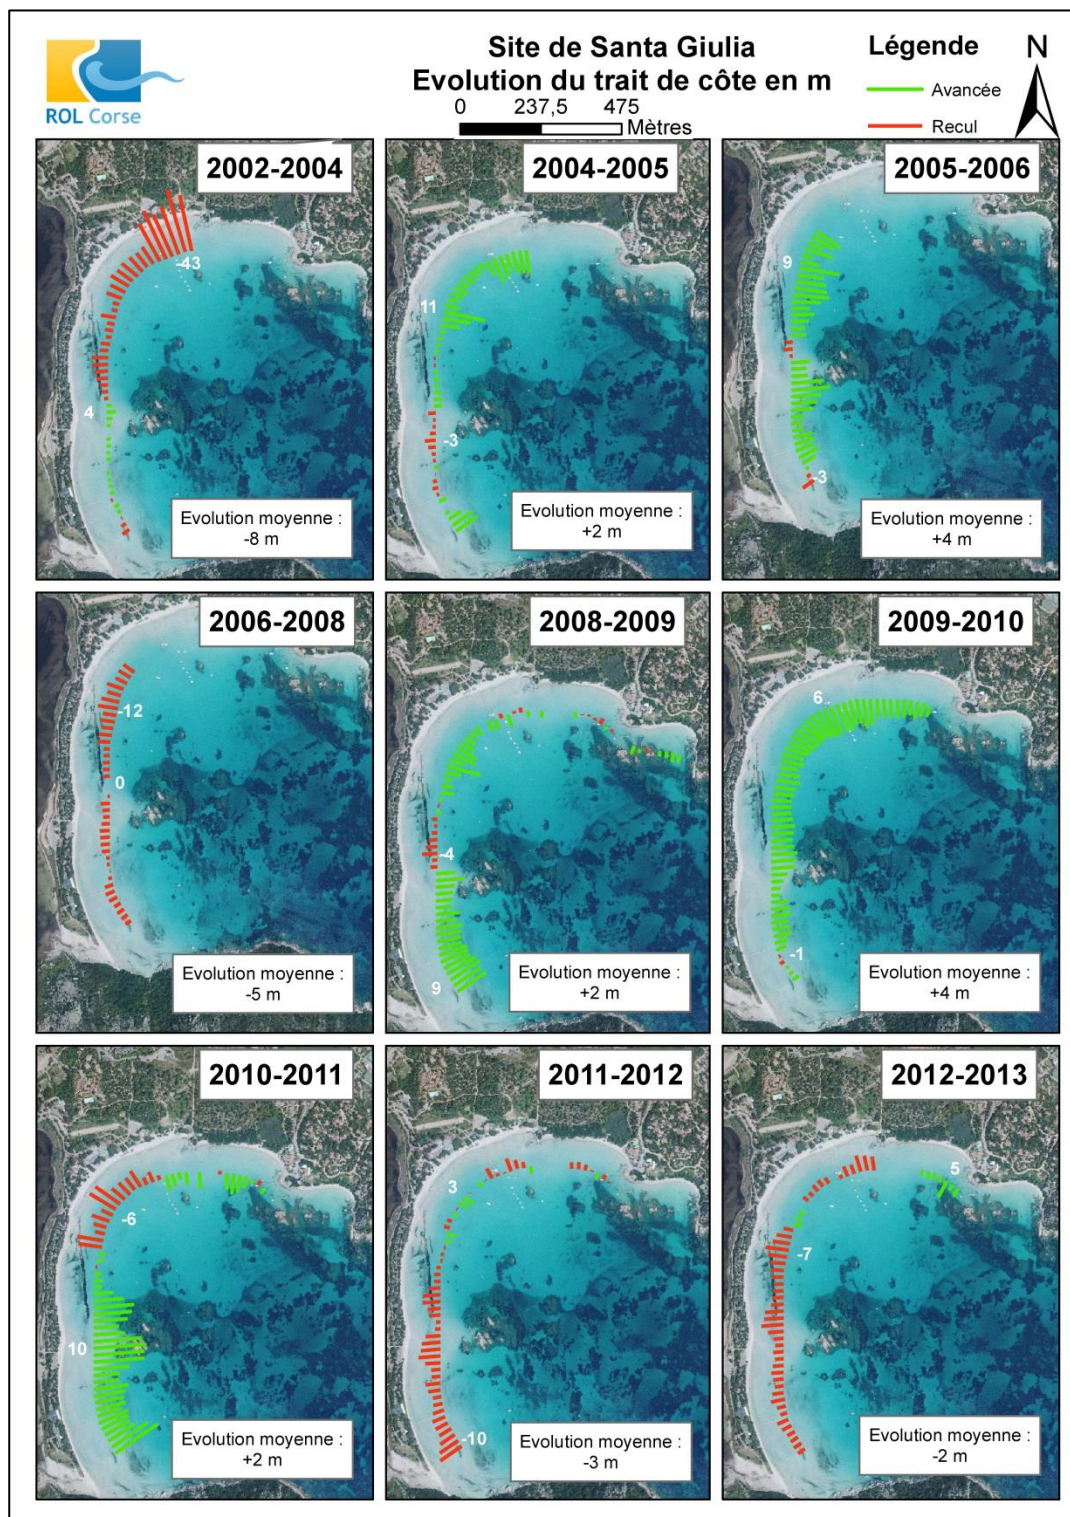 ROL Corse
Site de Santa Giulia
Evolution du trait de côte en m
0 237,5 475
Mètres
Légende
Avancée
Recul
N
2002-2004
-43
4
Evolution moyenne :
-8 m
2004-2005
11
-3
Evolution moyenne :
+2 m
2005-2006
9
-3
Evolution moyenne :
+4 m
2006-2008
-12
0
Evolution moyenne :
-5 m
2008-2009
-4
9
Evolution moyenne :
+2 m
2009-2010
6
-1
Evolution moyenne :
+4 m
2010-2011
-6
10
Evolution moyenne :
+2 m
2011-2012
3
-10
Evolution moyenne :
-3 m
2012-2013
5
-7
Evolution moyenne :
-2 m